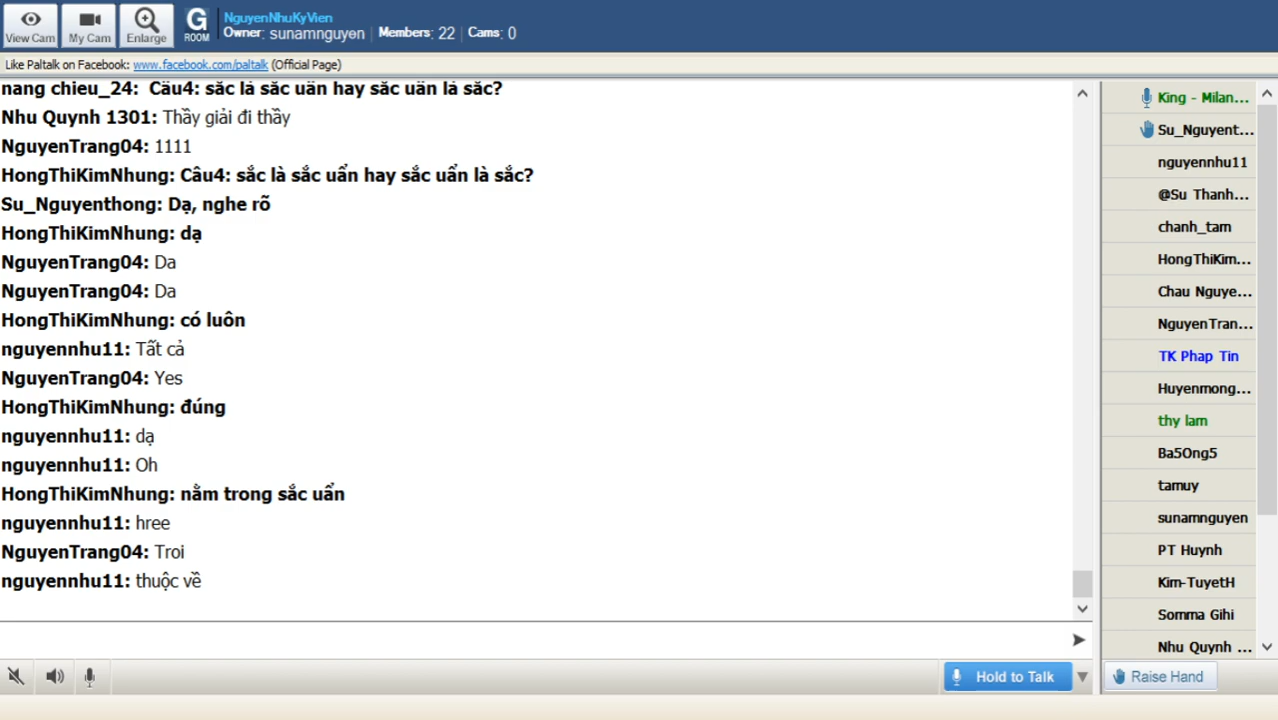 View Cam
My Cam
Enlarge
G
ROOM
NguyenNhuKyVien
Owner: sunamnguyen | Members: 22 | Cams: 0
Like Paltalk on Facebook: www.facebook.com/paltalk (Official Page)
nang chieu_24: Câu4: sắc là sắc uẩn hay sắc uẩn là sắc?
Nhu Quynh 1301: Thầy giải đi thầy
NguyenTrang04: 1111
HongThiKimNhung: Câu4: sắc là sắc uẩn hay sắc uẩn là sắc?
Su_Nguyenthong: Dạ, nghe rõ
HongThiKimNhung: dạ
NguyenTrang04: Da
NguyenTrang04: Da
HongThiKimNhung: có luôn
nguyennhu11: Tất cả
NguyenTrang04: Yes
HongThiKimNhung: đúng
nguyennhu11: dạ
nguyennhu11: Oh
HongThiKimNhung: nằm trong sắc uẩn
nguyennhu11: hree
NguyenTrang04: Troi
nguyennhu11: thuộc về
King - Milan...
Su_Nguyent...
nguyennhu11
@Su Thanh...
chanh_tam
HongThiKim...
Chau Nguye...
NguyenTran...
TK Phap Tin
Huyenmong...
thy lam
Ba5Ong5
tamuy
sunamnguyen
PT Huynh
Kim-TuyetH
Somma Gihi
Nhu Quynh ...
Hold to Talk
Raise Hand